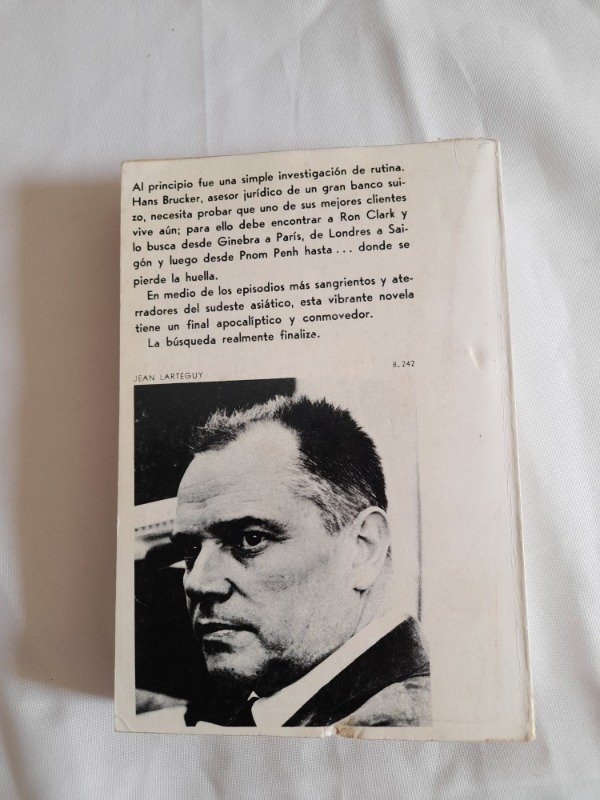 Al principio fue una simple investigación de rutina.
Hans Brucker, asesor jurídico de un gran banco sui-
zo, necesita probar que uno de sus mejores clientes
vive aún; para ello debe encontrar a Ron Clark y
lo busca desde Ginebra a París, de Londres a Sai-
gón y luego desde Pnom Penh hasta ... donde se
pierde la huella.
En medio de los episodios más sangrientos y ate-
rradores del sudeste asiático, esta vibrante novela
tiene un final apocalíptico y conmovedor.
La búsqueda realmente finaliza.
JEAN LARTEGUY
8.242